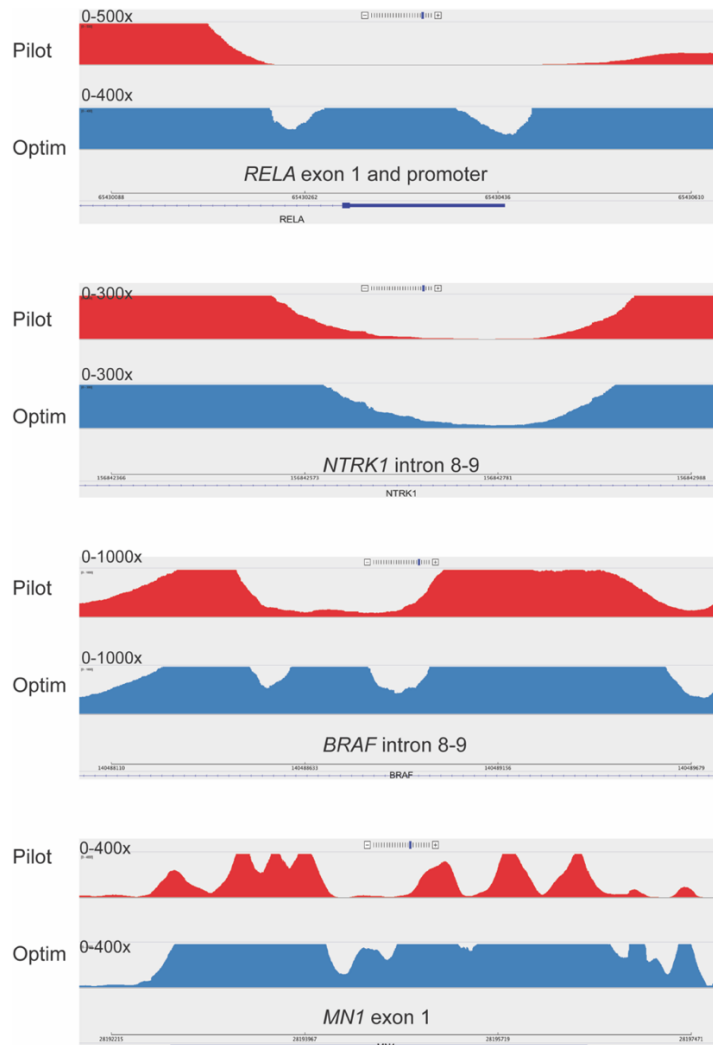 0-500x
Pilot
0-400x
Optim
RELA exon 1 and promoter
65430088 65430262 65430436 65430610
RELA
0-300x
Pilot
0-300x
Optim
NTRK1 intron 8-9
156842366 156842573 156842781 156842988
NTRK1
0-1000x
Pilot
0-1000x
Optim
BRAF intron 8-9
140488110 140488633 140489156 140489679
BRAF
Pilot
0-400x
Optim
0-400x
MN1 exon 1
28192215 28193967 28195719 28197471